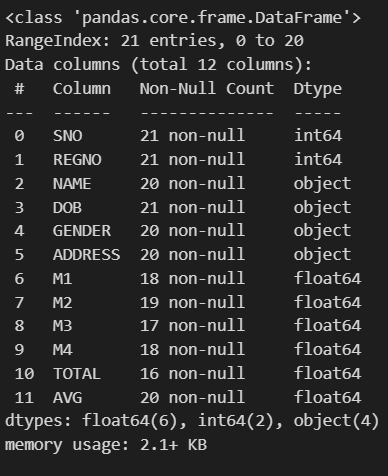 <class 'pandas.core.frame.DataFrame'>
RangeIndex: 21 entries, 0 to 20
Data columns (total 12 columns):
 #   Column   Non-Null Count  Dtype
---  ------   --------------  -----
 0   SNO      21 non-null     int64
 1   REGNO    21 non-null     int64
 2   NAME     20 non-null     object
 3   DOB      21 non-null     object
 4   GENDER   20 non-null     object
 5   ADDRESS  20 non-null     object
 6   M1       18 non-null     float64
 7   M2       19 non-null     float64
 8   M3       17 non-null     float64
 9   M4       18 non-null     float64
 10  TOTAL    16 non-null     float64
 11  AVG      20 non-null     float64
dtypes: float64(6), int64(2), object(4)
memory usage: 2.1+ KB